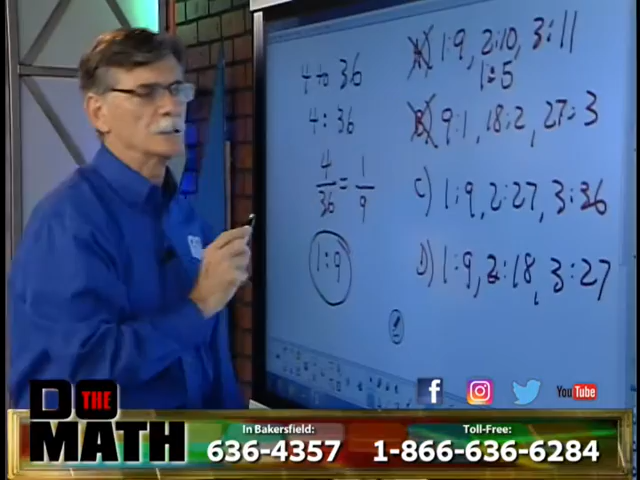 4 to 36
4 : 36
4/36 = 1/9
1:9
A) 1:9, 2:10, 3:11
1:5
B) 9:1, 18:2, 27:3
C) 1:9, 2:27, 3:36
D) 1:9, 2:18, 3:27
DO THE MATH
In Bakersfield:
636-4357
Toll-Free:
1-866-636-6284
f
YouTube